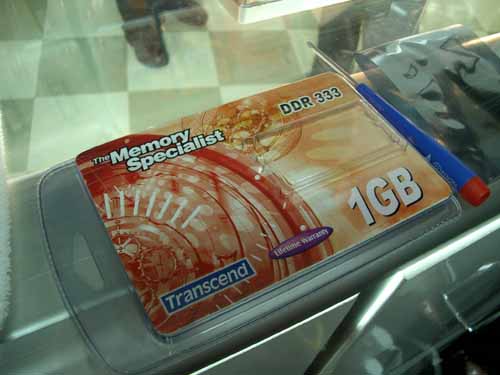 The Memory
Specialist
DDR 333
1GB
Lifetime Warranty
Transcend